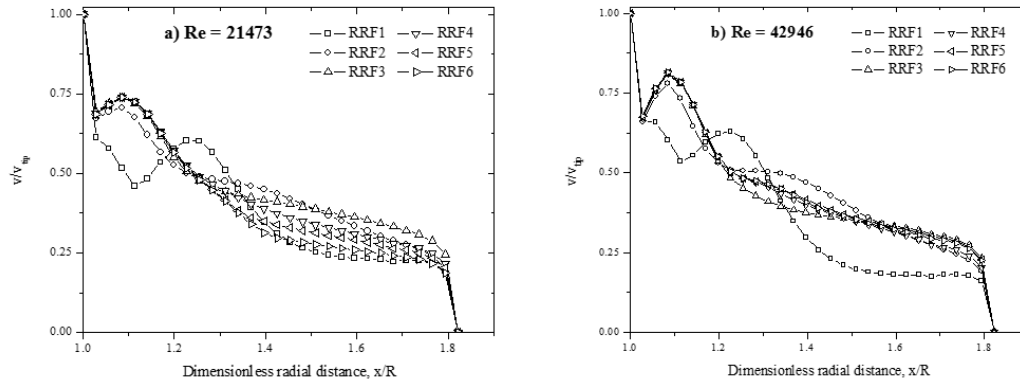 a) Re = 21473
RRF1 RRF4
RRF2 RRF5
RRF3 RRF6
1.00
0.75
0.50
0.25
0.00
v/v_tip
1.0 1.2 1.4 1.6 1.8
Dimensionless radial distance, x/R
b) Re = 42946
RRF1 RRF4
RRF2 RRF5
RRF3 RRF6
1.00
0.75
0.50
0.25
0.00
v/v_tip
1.0 1.2 1.4 1.6 1.8
Dimensionless radial distance, x/R